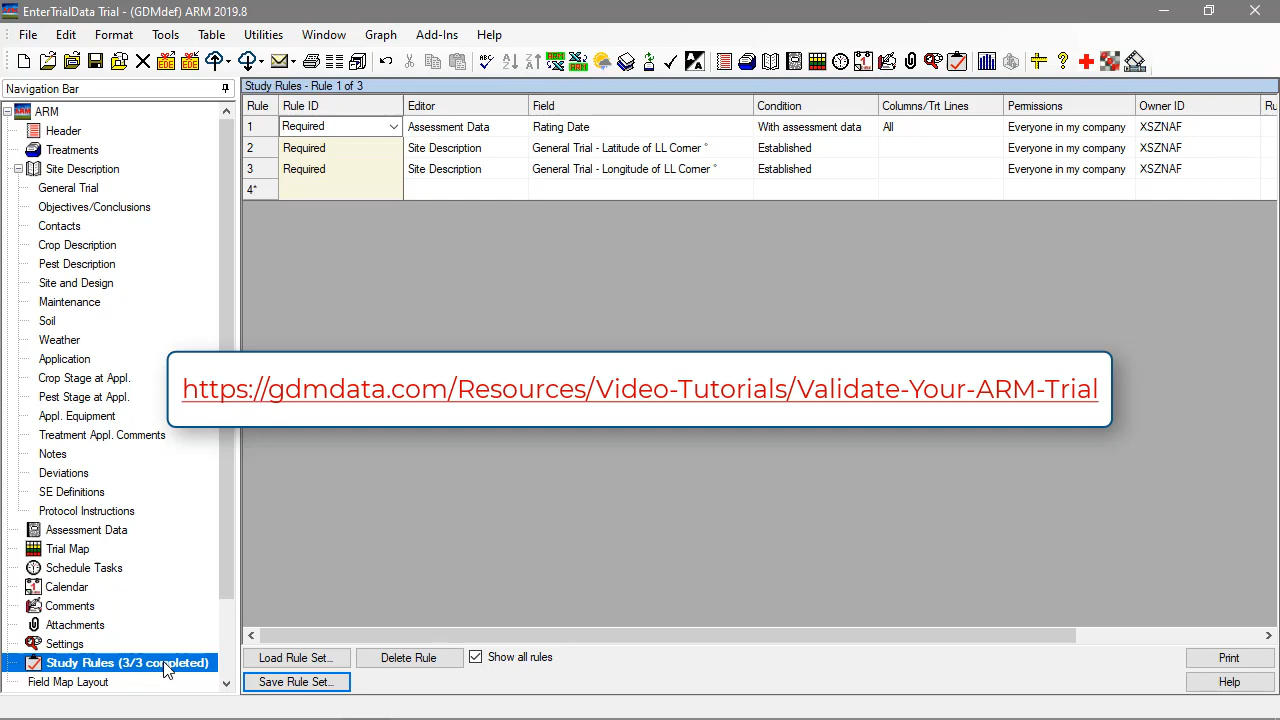 EnterTrialData Trial - (GDMdef) ARM 2019.8
File Edit Format Tools Table Utilities Window Graph Add-Ins Help
Navigation Bar
ARM
Header
Treatments
Site Description
General Trial
Objectives/Conclusions
Contacts
Crop Description
Pest Description
Site and Design
Maintenance
Soil
Weather
Application
Crop Stage at Appl.
Pest Stage at Appl.
Appl. Equipment
Treatment Appl. Comments
Notes
Deviations
SE Definitions
Protocol Instructions
Assessment Data
Trial Map
Schedule Tasks
Calendar
Comments
Attachments
Settings
Study Rules (3/3 completed)
Field Map Layout
Study Rules - Rule 1 of 3
Rule Rule ID Editor Field Condition Columns/Trt Lines Permissions Owner ID Ru
1 Required Assessment Data Rating Date With assessment data All Everyone in my company XSZNAF
2 Required Site Description General Trial - Latitude of LL Corner ° Established Everyone in my company XSZNAF
3 Required Site Description General Trial - Longitude of LL Corner ° Established Everyone in my company XSZNAF
4*
https://gdmdata.com/Resources/Video-Tutorials/Validate-Your-ARM-Trial
Load Rule Set... Delete Rule Show all rules Print
Save Rule Set... Help